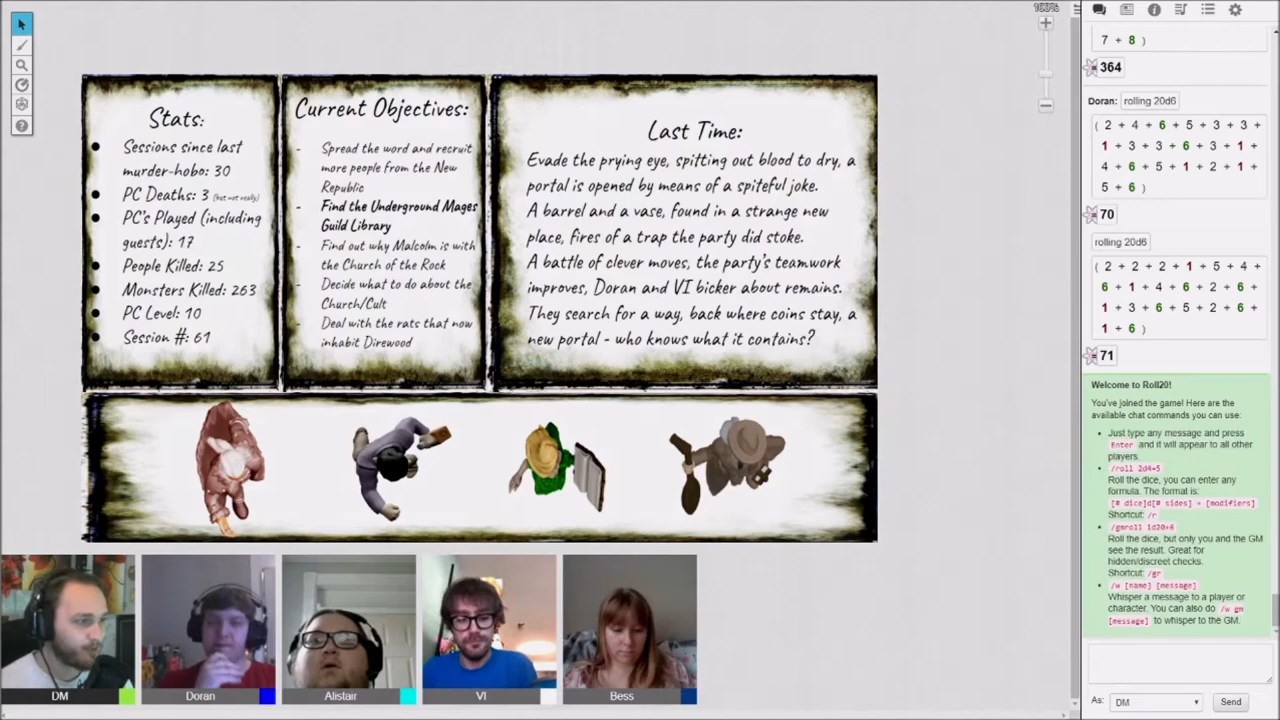 100%
Stats:
Sessions since last
murder-hobo: 30
PC Deaths: 3 (but not really)
PC's Played (including
guests): 17
People Killed: 25
Monsters Killed: 263
PC Level: 10
Session #: 61
Current Objectives:
- Spread the word and recruit
more people from the New
Republic
- Find the Underground Mages
Guild Library
- Find out why Malcolm is with
the Church of the Rock
- Decide what to do about the
Church/Cult
- Deal with the rats that now
inhabit Direwood
Last Time:
Evade the prying eye, spitting out blood to dry, a
portal is opened by means of a spiteful joke.
A barrel and a vase, found in a strange new
place, fires of a trap the party did stoke.
A battle of clever moves, the party's teamwork
improves, Doran and VI bicker about remains.
They search for a way, back where coins stay, a
new portal - who knows what it contains?
DM
Doran
Alistair
VI
Bess
7 + 8 )
364
Doran: rolling 20d6
( 2 + 4 + 6 + 5 + 3 + 3 +
1 + 3 + 3 + 6 + 3 + 1 +
4 + 6 + 5 + 1 + 2 + 1 +
5 + 6 )
70
rolling 20d6
( 2 + 2 + 2 + 1 + 5 + 4 +
6 + 1 + 4 + 6 + 2 + 6 +
1 + 3 + 6 + 5 + 2 + 6 +
1 + 6 )
71
Welcome to Roll20!
You've joined the game! Here are the
available chat commands you can use:
• Just type any message and press
Enter and it will appear to all other
players.
• /roll 2d4+5
Roll the dice, you can enter any
formula. The format is:
[# dice]d[# sides] + [modifiers]
Shortcut: /r
• /gmroll 1d20+6
Roll the dice, but only you and the GM
see the result. Great for
hidden/discreet checks.
Shortcut: /gr
• /w [name] [message]
Whisper a message to a player or
character. You can also do /w gm
[message] to whisper to the GM.
As: DM Send